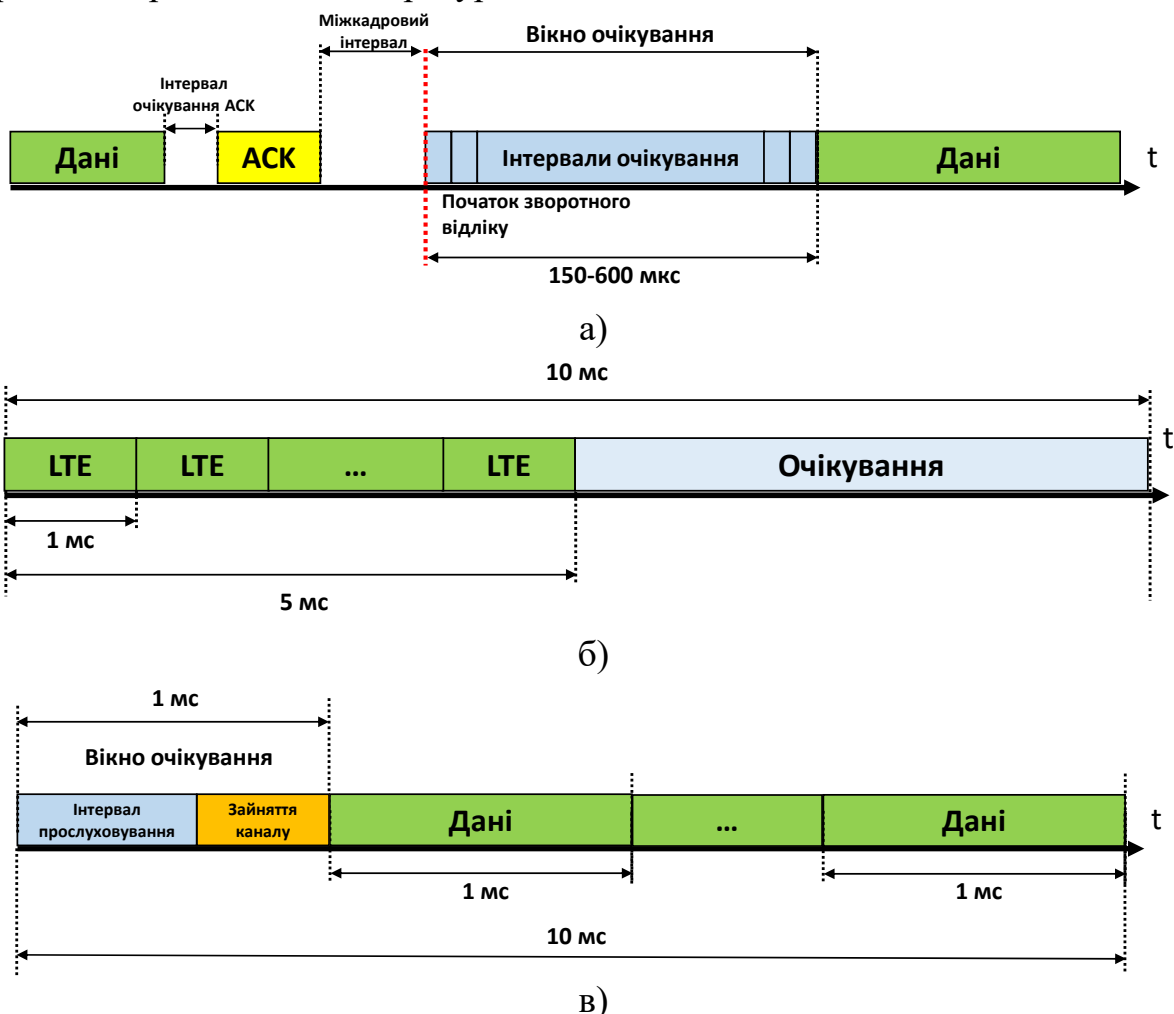 Міжкадровий
інтервал
Вікно очікування
Інтервал
очікування ACK
Дані
ACK
Інтервали очікування
Дані
t
Початок зворотного
відліку
150-600 мкс
а)
10 мс
t
LTE
LTE
...
LTE
Очікування
1 мс
5 мс
б)
1 мс
Вікно очікування
Інтервал
прослуховування
Зайняття
каналу
Дані
...
Дані
t
1 мс
1 мс
10 мс
в)